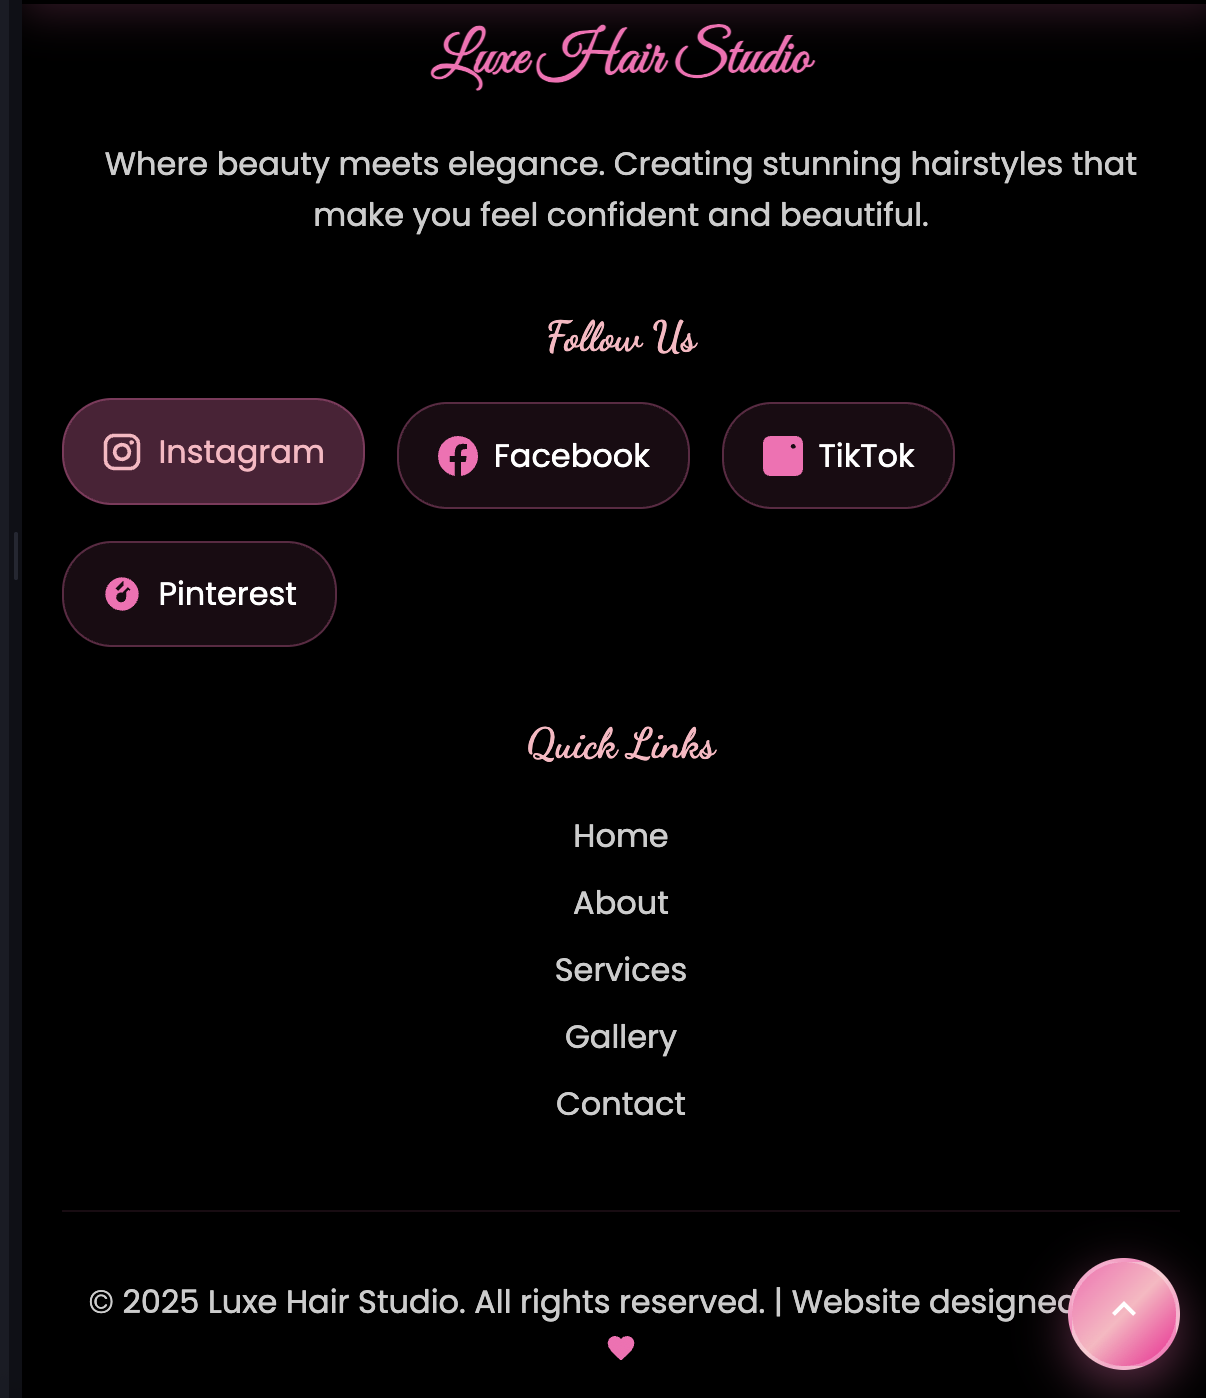 Luxe Hair Studio
Where beauty meets elegance. Creating stunning hairstyles that
make you feel confident and beautiful.
Follow Us
Instagram
Facebook
TikTok
Pinterest
Quick Links
Home
About
Services
Gallery
Contact
© 2025 Luxe Hair Studio. All rights reserved. | Website designed